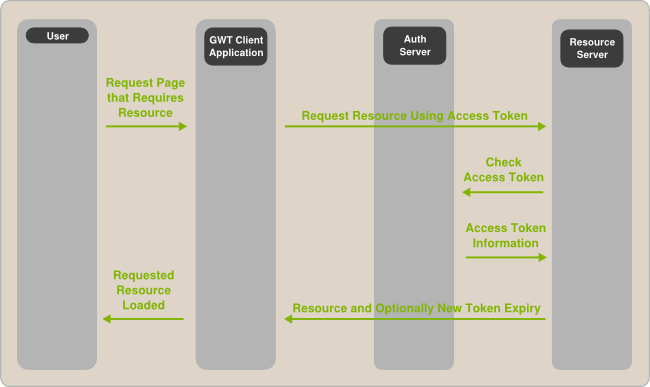 User
GWT Client
Application
Auth
Server
Resource
Server
Request Page
that Requires
Resource
Request Resource Using Access Token
Check
Access Token
Access Token
Information
Requested
Resource
Loaded
Resource and Optionally New Token Expiry